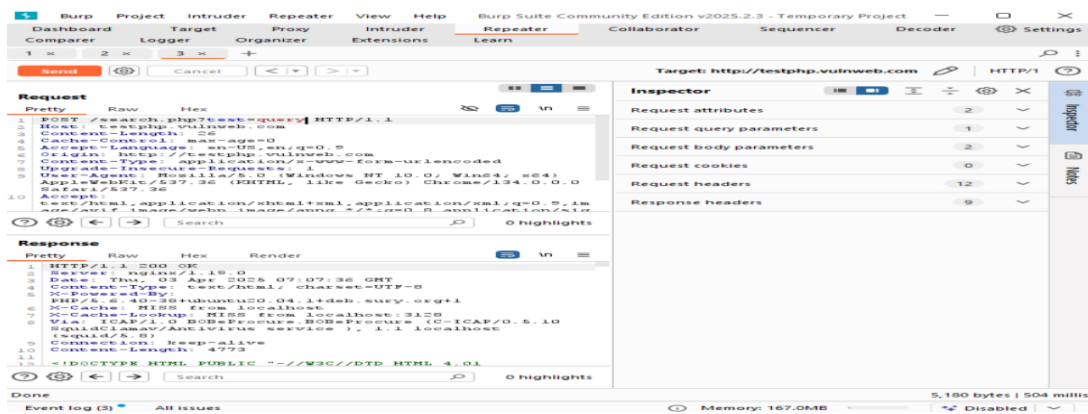 Burp Project Intruder Repeater View Help Burp Suite Community Edition v2025.2.3 - Temporary Project
Dashboard Target Proxy Intruder Repeater Collaborator Sequencer Decoder Settings
Comparer Logger Organizer Extensions Learn
1 × 2 × 3 × +
Send Cancel < > Target: http://testphp.vulnweb.com HTTP/1 ?
Request
Pretty Raw Hex \n
1 POST /search.php?test=query HTTP/1.1
2 Host: testphp.vulnweb.com
3 Content-Length: 26
4 Cache-Control: max-age=0
5 Accept-Language: en-US,en;q=0.9
6 Origin: http://testphp.vulnweb.com
7 Content-Type: application/x-www-form-urlencoded
8 Upgrade-Insecure-Requests: 1
9 User-Agent: Mozilla/5.0 (Windows NT 10.0; Win64; x64)
AppleWebKit/537.36 (KHTML, like Gecko) Chrome/134.0.0.0
Safari/537.36
10 Accept:
text/html,application/xhtml+xml,application/xml;q=0.9,im
age/avif,image/webp,image/apng,*/*;q=0.8,application/sig
? Search 0 highlights
Response
Pretty Raw Hex Render \n
1 HTTP/1.1 200 OK
2 Server: nginx/1.19.0
3 Date: Thu, 03 Apr 2025 07:07:36 GMT
4 Content-Type: text/html; charset=UTF-8
5 X-Powered-By:
PHP/5.6.40-38+ubuntu20.04.1+deb.sury.org+1
6 X-Cache: MISS from localhost
7 X-Cache-Lookup: MISS from localhost:3128
8 Via: ICAP/1.0 BOBeProcure.BOBeProcure (C-ICAP/0.5.10
SquidClamav/Antivirus service ), 1.1 localhost
(squid/5.8)
9 Connection: keep-alive
10 Content-Length: 4773
11
12 <!DOCTYPE HTML PUBLIC "-//W3C//DTD HTML 4.01
? Search 0 highlights
Inspector
Request attributes 2
Request query parameters 1
Request body parameters 2
Request cookies 0
Request headers 12
Response headers 9
Inspector
Notes
Done 5,180 bytes | 504 millis
Event log (3) All issues Memory: 167.0MB Disabled